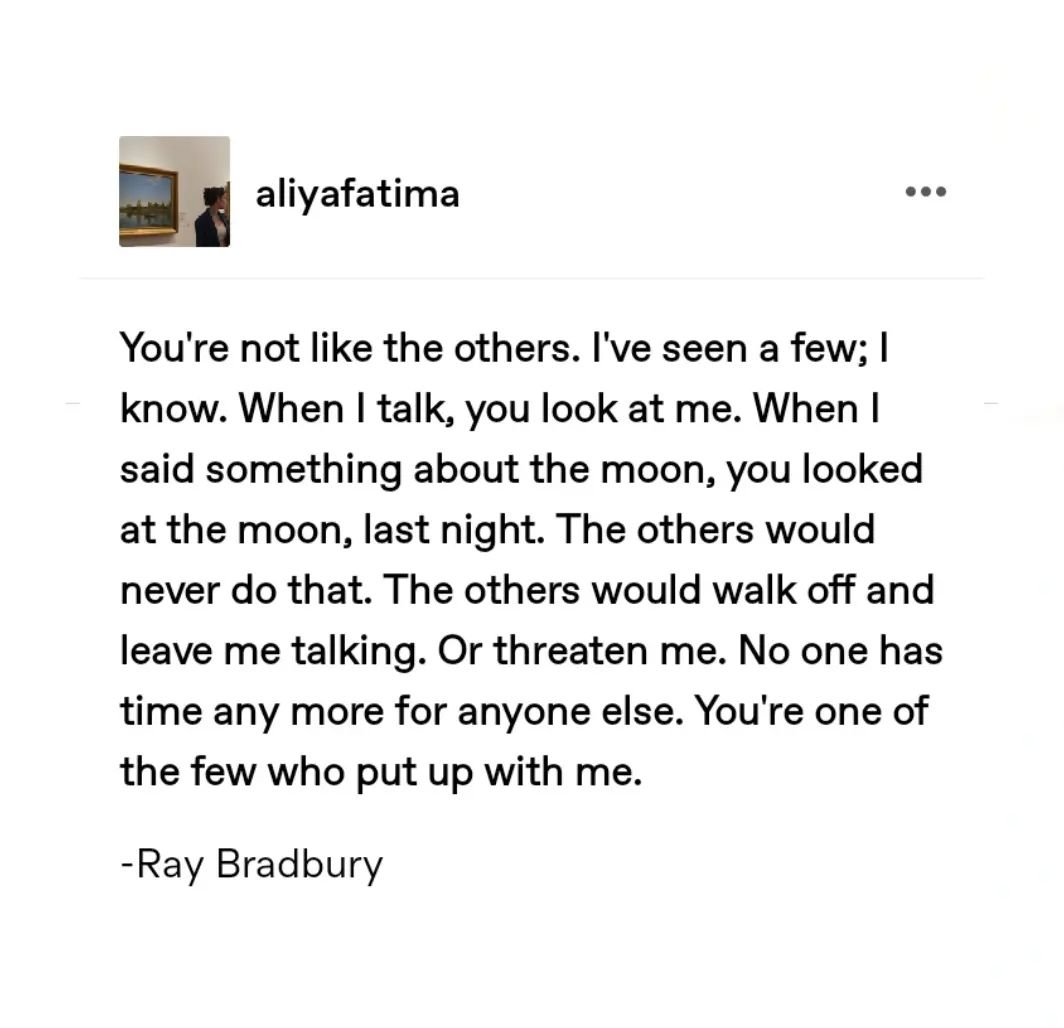 aliyafatima
You're not like the others. I've seen a few; I
know. When I talk, you look at me. When I
said something about the moon, you looked
at the moon, last night. The others would
never do that. The others would walk off and
leave me talking. Or threaten me. No one has
time any more for anyone else. You're one of
the few who put up with me.
-Ray Bradbury